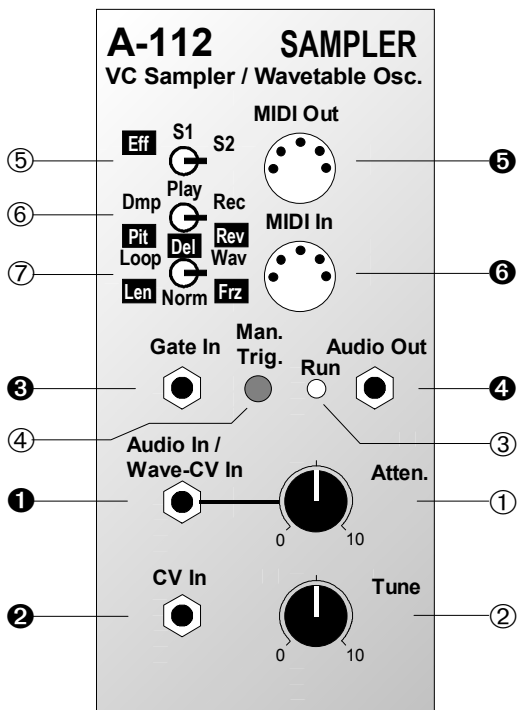 A-112 SAMPLER
VC Sampler / Wavetable Osc.
MIDI Out
Eff S1 S2
⑤ ❺
Dmp Play Rec
⑥
MIDI In
Pit Del Rev
Loop Wav
⑦ ❻
Len Norm Frz
Gate In Man. Trig. Run Audio Out
❸ ❹
④ ③
Audio In /
Wave-CV In Atten.
❶ ①
0 10
CV In Tune
❷ ②
0 10